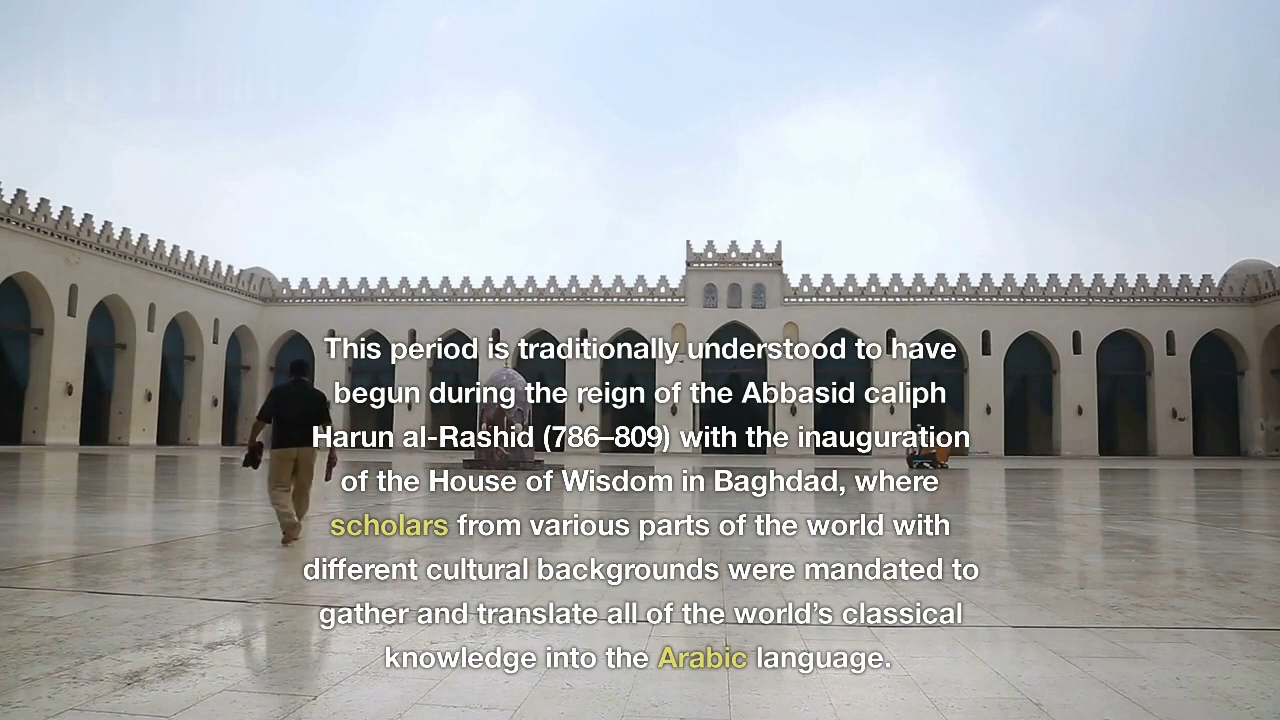 This period is traditionally understood to have
begun during the reign of the Abbasid caliph
Harun al-Rashid (786–809) with the inauguration
of the House of Wisdom in Baghdad, where
scholars from various parts of the world with
different cultural backgrounds were mandated to
gather and translate all of the world’s classical
knowledge into the Arabic language.